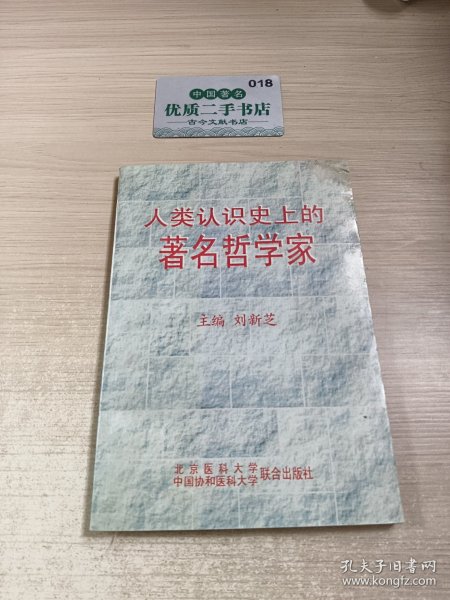 018
中国著名
优质二手书店
古今文献书店
人类认识史上的
著名哲学家
主编 刘新芝
北京医科大学
中国协和医科大学
联合出版社
孔夫子旧书网
www.kongfz.com